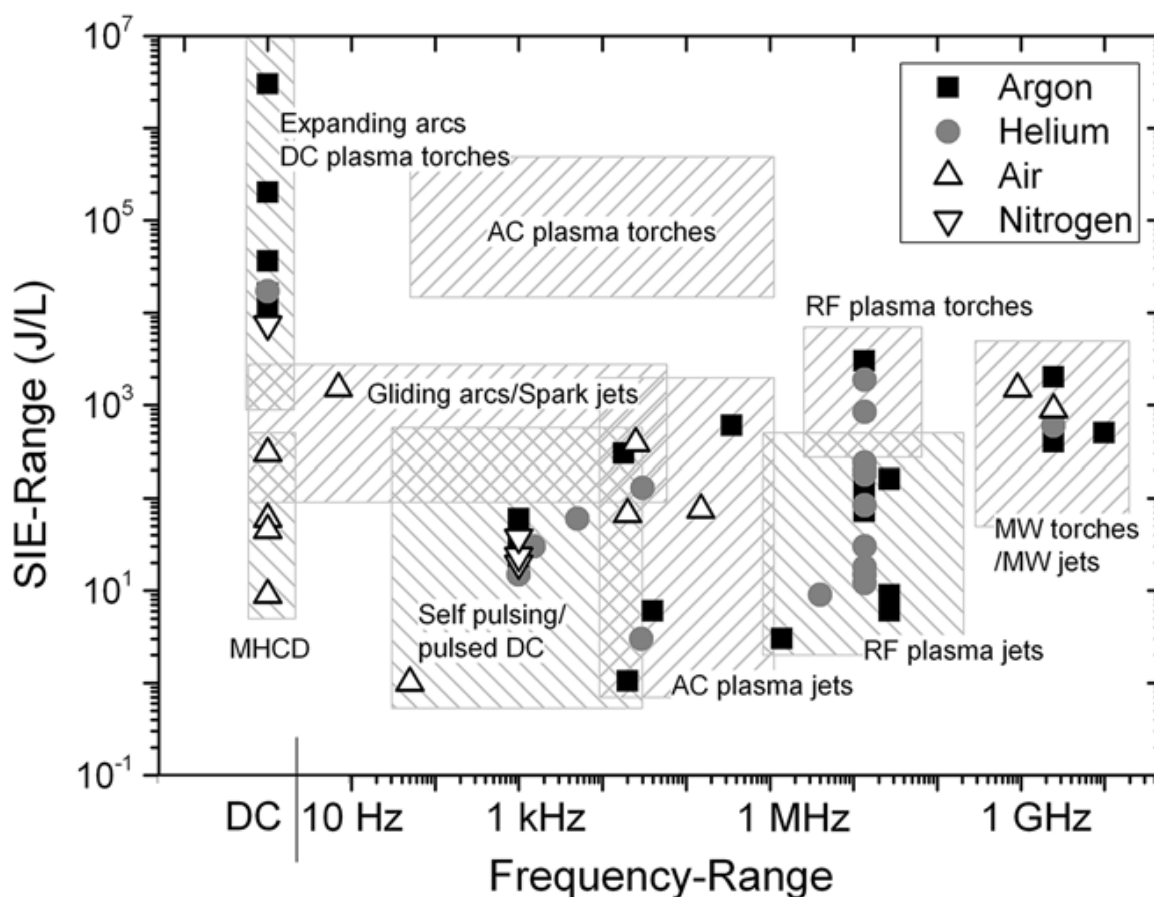 10^7
10^5
10^3
10^1
10^-1
SIE-Range (J/L)
Argon
Helium
Air
Nitrogen
Expanding arcs
DC plasma torches
AC plasma torches
RF plasma torches
Gliding arcs/Spark jets
MW torches
/MW jets
Self pulsing/
pulsed DC
MHCD
RF plasma jets
AC plasma jets
DC
10 Hz
1 kHz
1 MHz
1 GHz
Frequency-Range